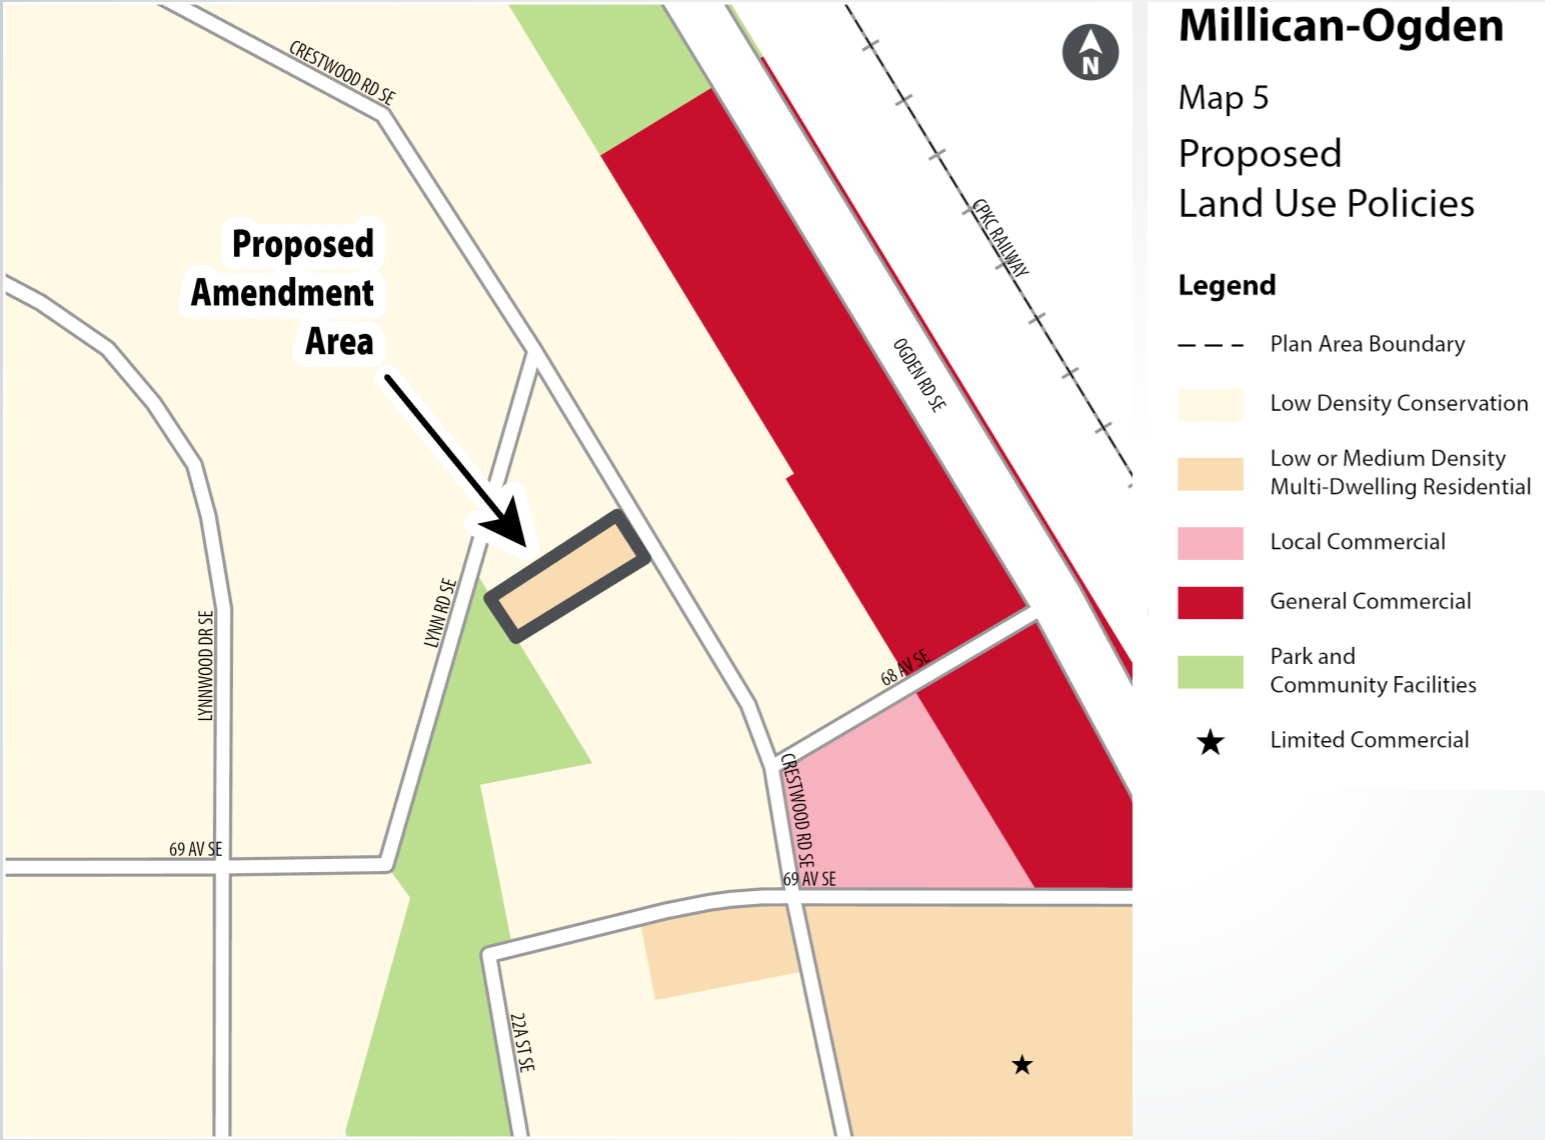 CRESTWOOD RD SE
N
Proposed
Amendment
Area
CPKC RAILWAY
OGDEN RD SE
LYNN RD SE
LYNNWOOD DR SE
68 AV SE
CRESTWOOD RD SE
69 AV SE
69 AV SE
22A ST SE
Millican-Ogden
Map 5
Proposed
Land Use Policies
Legend
Plan Area Boundary
Low Density Conservation
Low or Medium Density
Multi-Dwelling Residential
Local Commercial
General Commercial
Park and
Community Facilities
Limited Commercial